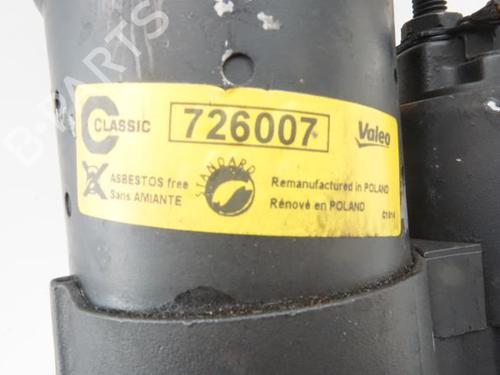 C CLASSIC
726007
Valeo
ASBESTOS free
Sans AMIANTE
STANDARD
Remanufactured in POLAND
Rénové en POLAND
B-PARTS